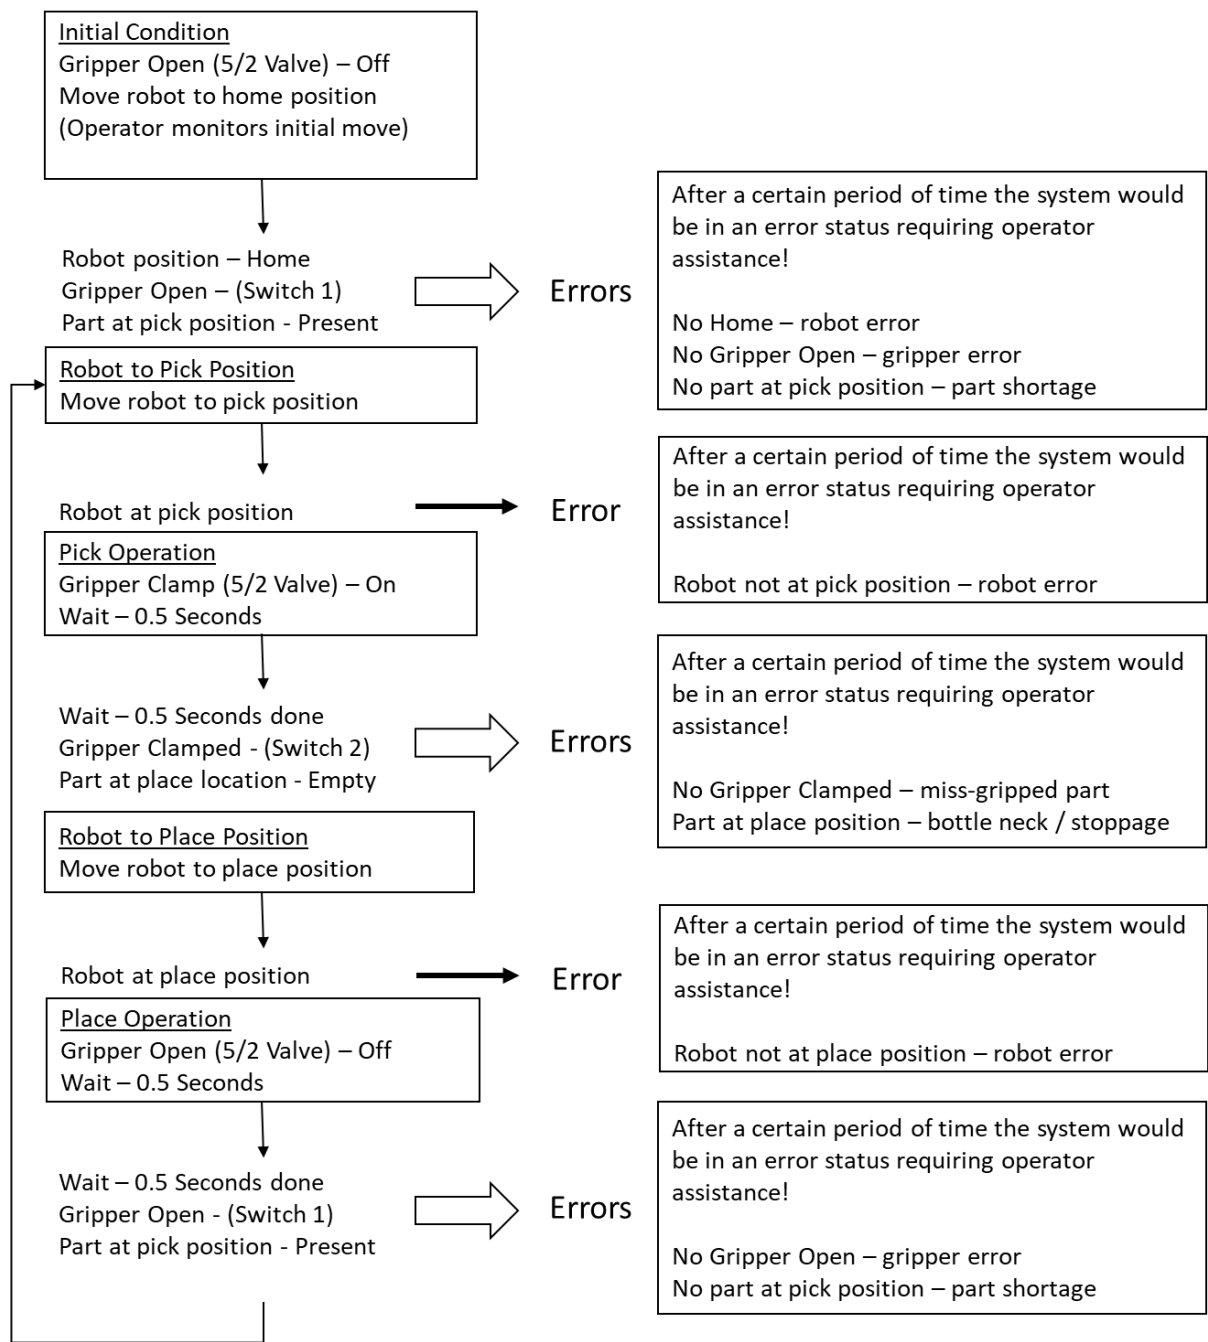 Initial Condition
Gripper Open (5/2 Valve) – Off
Move robot to home position
(Operator monitors initial move)
Robot position – Home
Gripper Open – (Switch 1)
Part at pick position - Present
Errors
After a certain period of time the system would
be in an error status requiring operator
assistance!
No Home – robot error
No Gripper Open – gripper error
No part at pick position – part shortage
Robot to Pick Position
Move robot to pick position
Robot at pick position
Error
After a certain period of time the system would
be in an error status requiring operator
assistance!
Robot not at pick position – robot error
Pick Operation
Gripper Clamp (5/2 Valve) – On
Wait – 0.5 Seconds
Wait – 0.5 Seconds done
Gripper Clamped - (Switch 2)
Part at place location - Empty
Errors
After a certain period of time the system would
be in an error status requiring operator
assistance!
No Gripper Clamped – miss-gripped part
Part at place position – bottle neck / stoppage
Robot to Place Position
Move robot to place position
Robot at place position
Error
After a certain period of time the system would
be in an error status requiring operator
assistance!
Robot not at place position – robot error
Place Operation
Gripper Open (5/2 Valve) – Off
Wait – 0.5 Seconds
Wait – 0.5 Seconds done
Gripper Open - (Switch 1)
Part at pick position - Present
Errors
After a certain period of time the system would
be in an error status requiring operator
assistance!
No Gripper Open – gripper error
No part at pick position – part shortage